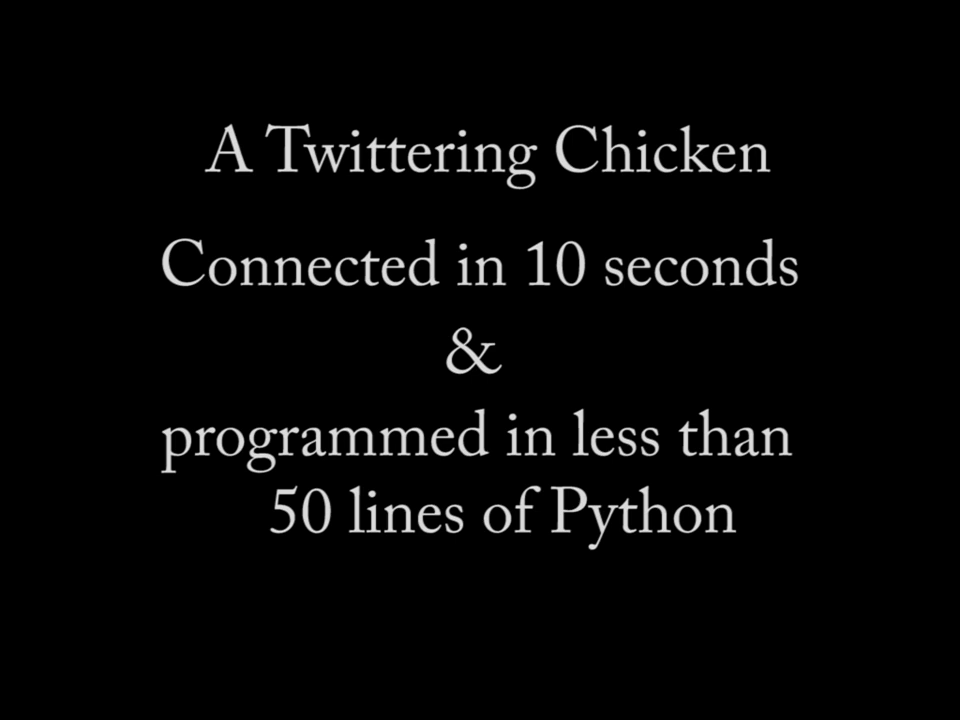 A Twittering Chicken
Connected in 10 seconds
&
programmed in less than
50 lines of Python